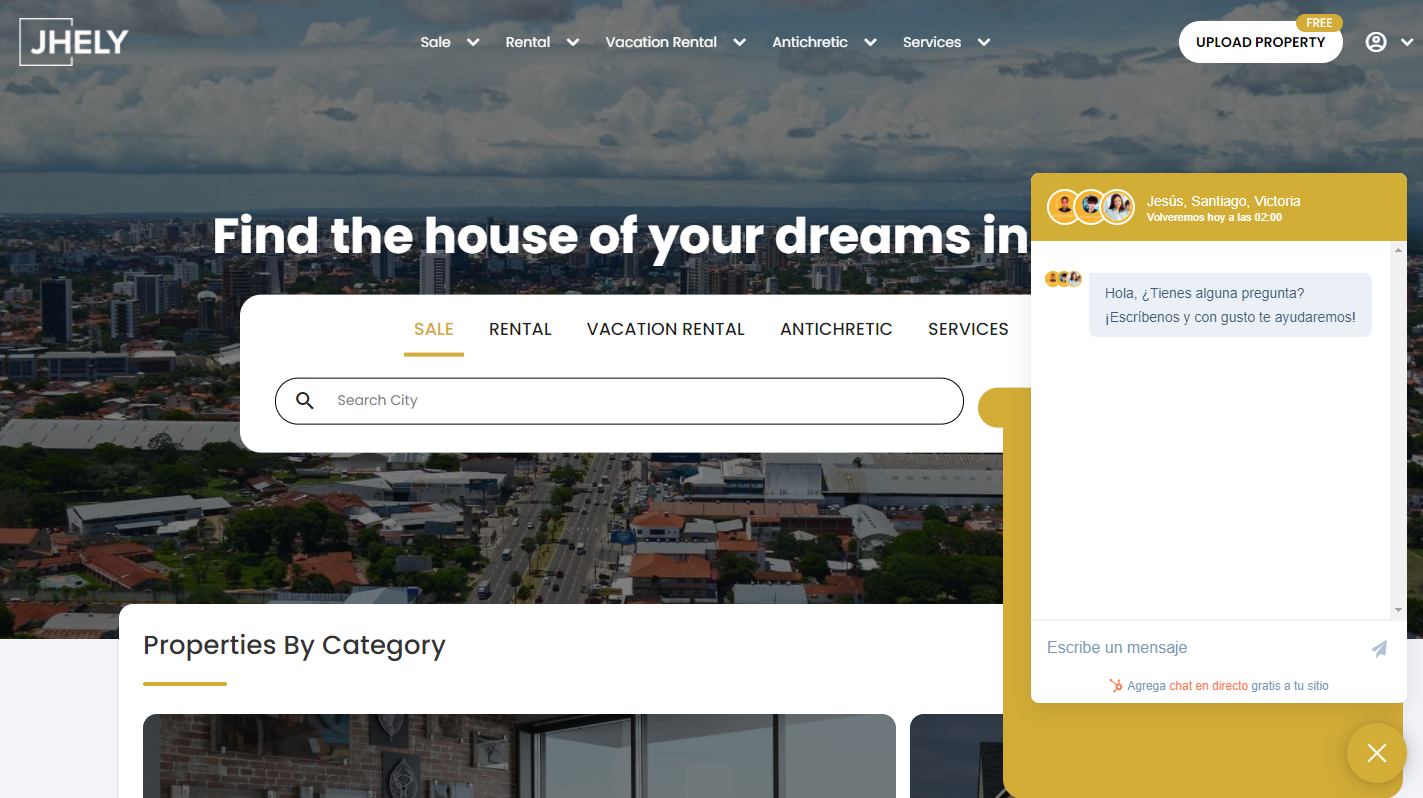 JHELY
Sale
Rental
Vacation Rental
Antichretic
Services
FREE
UPLOAD PROPERTY
Find the house of your dreams in
SALE
RENTAL
VACATION RENTAL
ANTICHRETIC
SERVICES
Search City
Properties By Category
Jesús, Santiago, Victoria
Volveremos hoy a las 02:00
Hola, ¿Tienes alguna pregunta?
¡Escríbenos y con gusto te ayudaremos!
Escribe un mensaje
Agrega chat en directo gratis a tu sitio